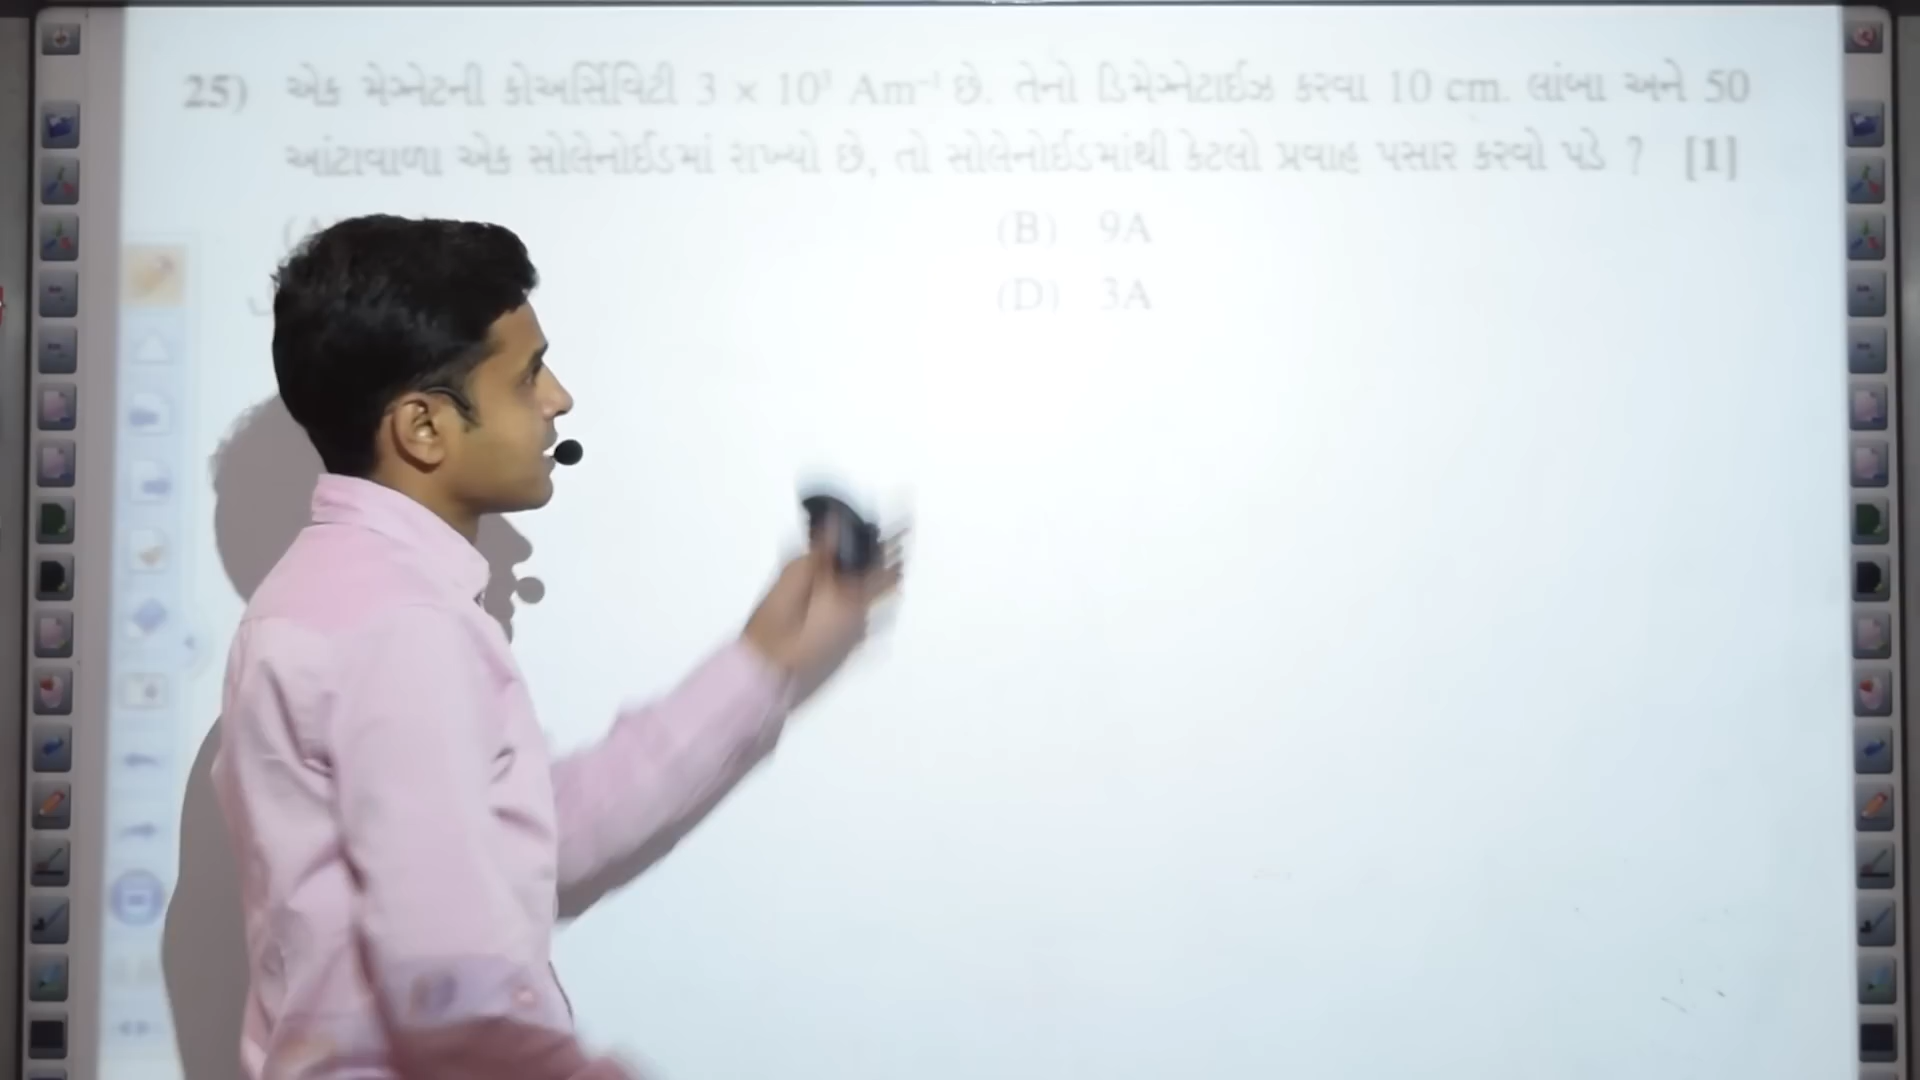 25) એક મેગ્નેટની કોઅર્સિવિટી 3 × 10³ Am⁻¹ છે. તેનો ડિમેગ્નેટાઈઝ કરવા 10 cm. લાંબા અને 50
આંટાવાળા એક સોલેનોઈડમાં રાખ્યો છે, તો સોલેનોઈડમાંથી કેટલો પ્રવાહ પસાર કરવો પડે ? [1]
(A
(B) 9A
(D) 3A